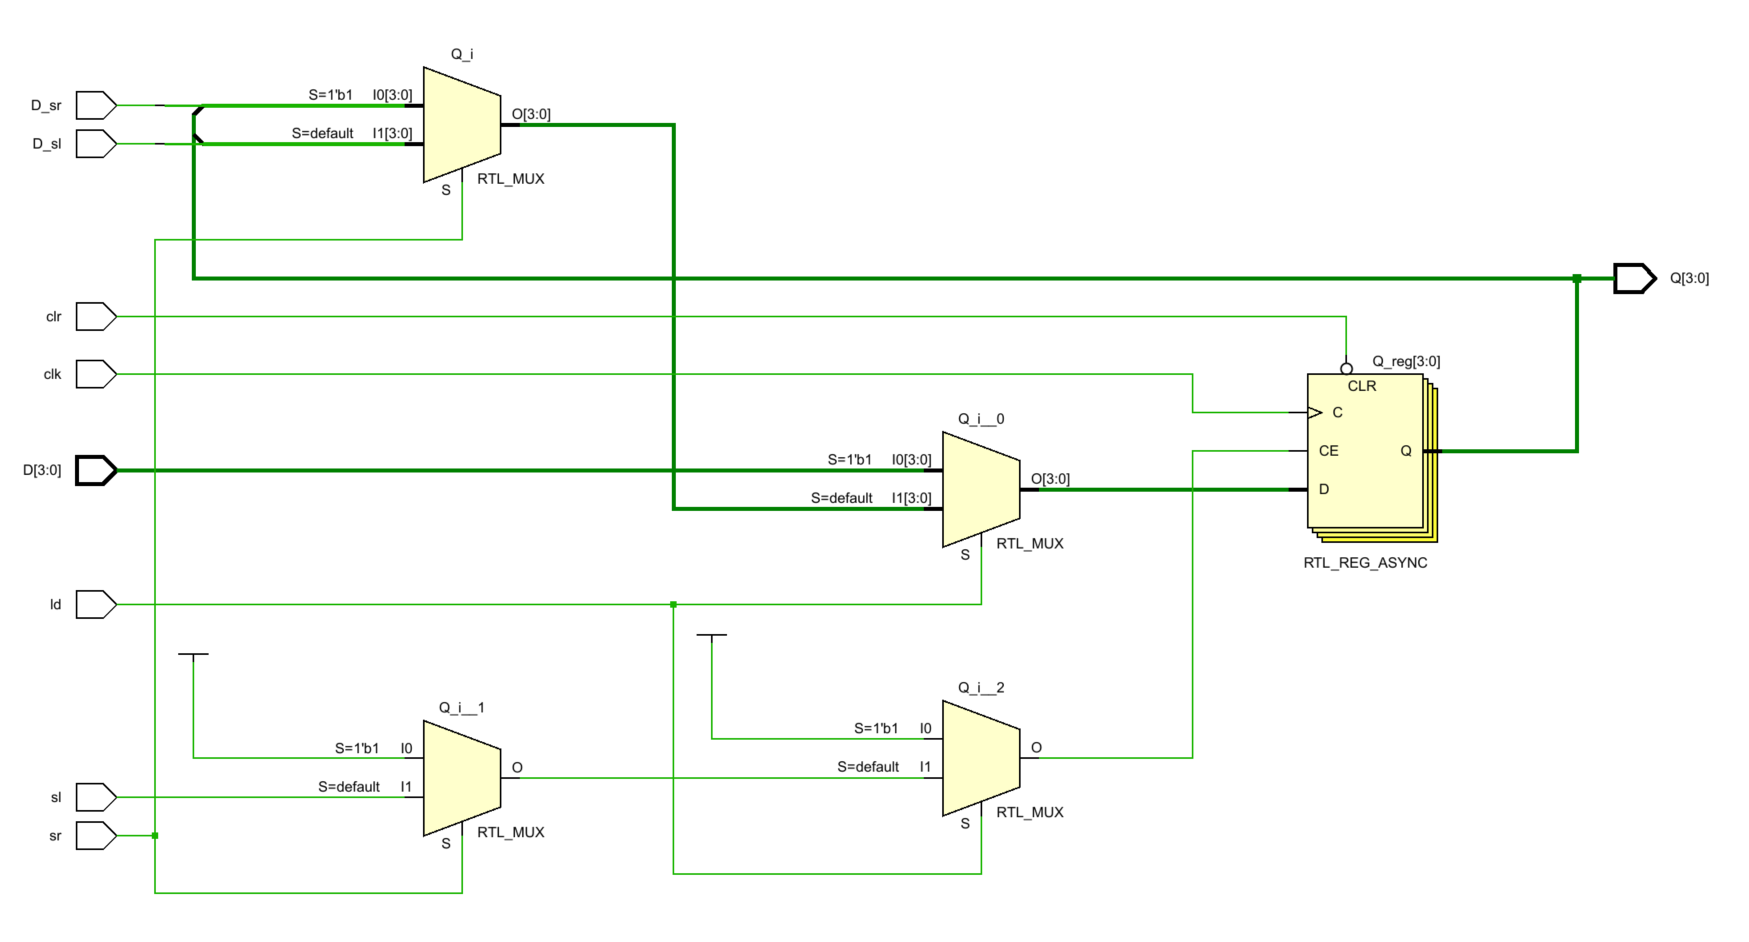 Q_i
D_sr
S=1'b1 I0[3:0]
O[3:0]
D_sl
S=default I1[3:0]
S
RTL_MUX
Q[3:0]
clr
Q_reg[3:0]
clk
CLR
C
Q_i__0
CE
Q
D[3:0]
S=1'b1 I0[3:0]
O[3:0]
D
S=default I1[3:0]
S
RTL_MUX
RTL_REG_ASYNC
ld
Q_i__2
Q_i__1
S=1'b1 I0
S=1'b1 I0
O
O
S=default I1
S=default I1
sl
S
RTL_MUX
sr
S
RTL_MUX